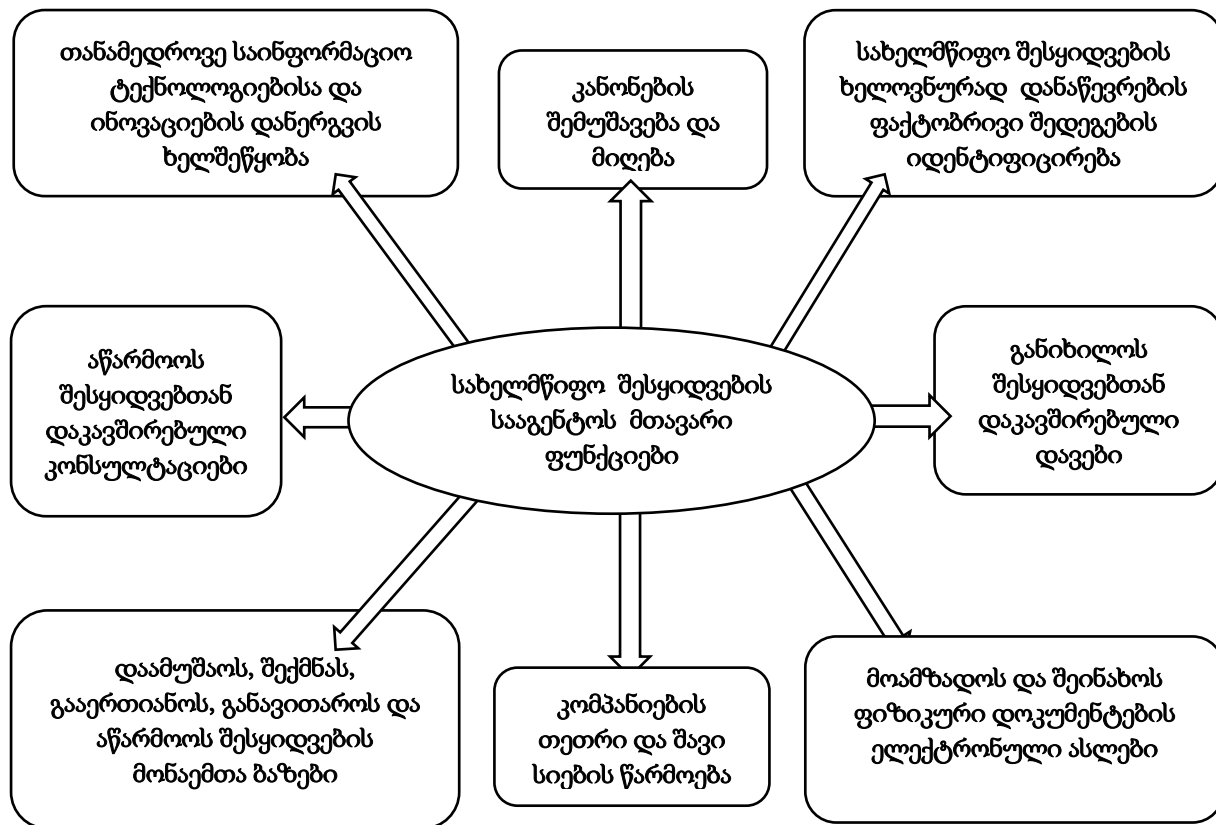 თანამედროვე საინფორმაციო
ტექნოლოგიებისა და
ინოვაციების დანერგვის
ხელშეწყობა
კანონების
შემუშავება და
მიღება
სახელმწიფო შესყიდვების
ხელოვნურად დანაწევრების
ფაქტობრივი შედეგების
იდენტიფიცირება
აწარმოოს
შესყიდვებთან
დაკავშირებული
კონსულტაციები
სახელმწიფო შესყიდვების
სააგენტოს მთავარი
ფუნქციები
განიხილოს
შესყიდვებთან
დაკავშირებული
დავები
დაამუშაოს, შექმნას,
გააერთიანოს, განავითაროს და
აწარმოოს შესყიდვების
მონაემთა ბაზები
კომპანიების
თეთრი და შავი
სიების წარმოება
მოამზადოს და შეინახოს
ფიზიკური დოკუმენტების
ელექტრონული ასლები